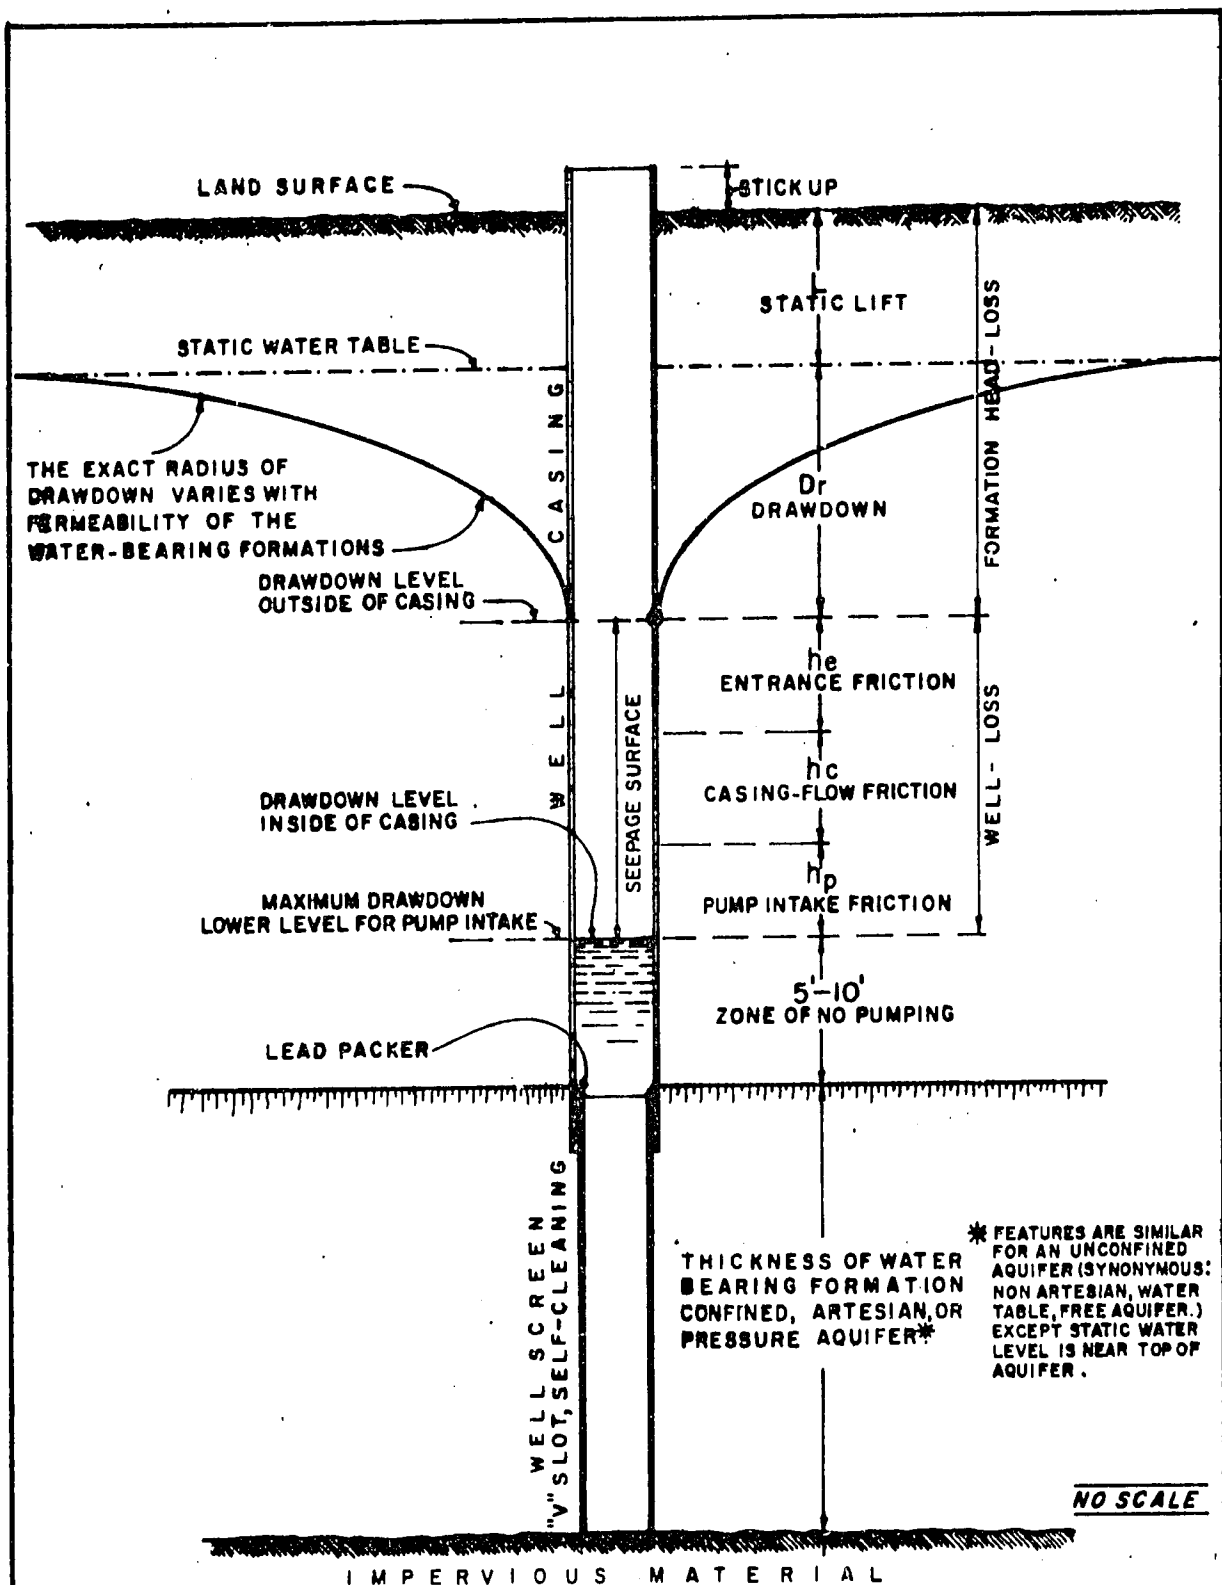 LAND SURFACE
STICK UP
L
STATIC LIFT
STATIC WATER TABLE
FORMATION HEAD-LOSS
WELL CASING
THE EXACT RADIUS OF
DRAWDOWN VARIES WITH
PERMEABILITY OF THE
WATER-BEARING FORMATIONS
Dr
DRAWDOWN
DRAWDOWN LEVEL
OUTSIDE OF CASING
he
ENTRANCE FRICTION
SEEPAGE SURFACE
WELL-LOSS
hc
CASING-FLOW FRICTION
DRAWDOWN LEVEL
INSIDE OF CASING
hp
PUMP INTAKE FRICTION
MAXIMUM DRAWDOWN
LOWER LEVEL FOR PUMP INTAKE
5'-10'
ZONE OF NO PUMPING
LEAD PACKER
WELL SCREEN
"V" SLOT, SELF-CLEANING
THICKNESS OF WATER
BEARING FORMATION
CONFINED, ARTESIAN, OR
PRESSURE AQUIFER*
* FEATURES ARE SIMILAR
FOR AN UNCONFINED
AQUIFER (SYNONYMOUS:
NON ARTESIAN, WATER
TABLE, FREE AQUIFER.)
EXCEPT STATIC WATER
LEVEL IS NEAR TOP OF
AQUIFER.
NO SCALE
IMPERVIOUS MATERIAL